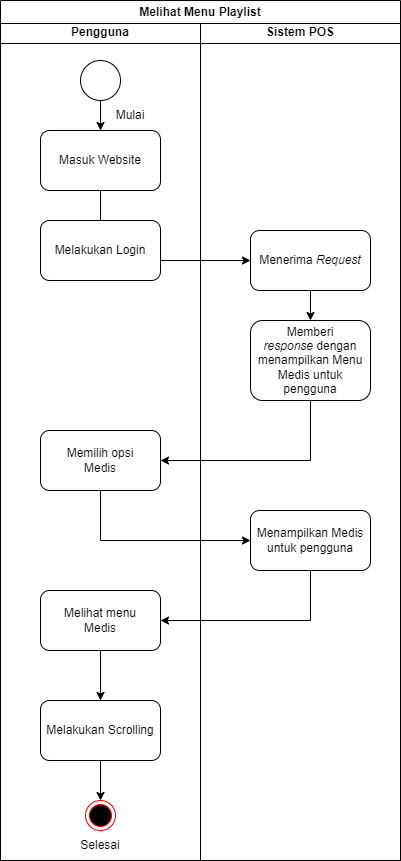 Melihat Menu Playlist
Pengguna
Sistem POS
Mulai
Masuk Website
Melakukan Login
Menerima Request
Memberi
response dengan
menampilkan Menu
Medis untuk
pengguna
Memilih opsi
Medis
Menampilkan Medis
untuk pengguna
Melihat menu
Medis
Melakukan Scrolling
Selesai